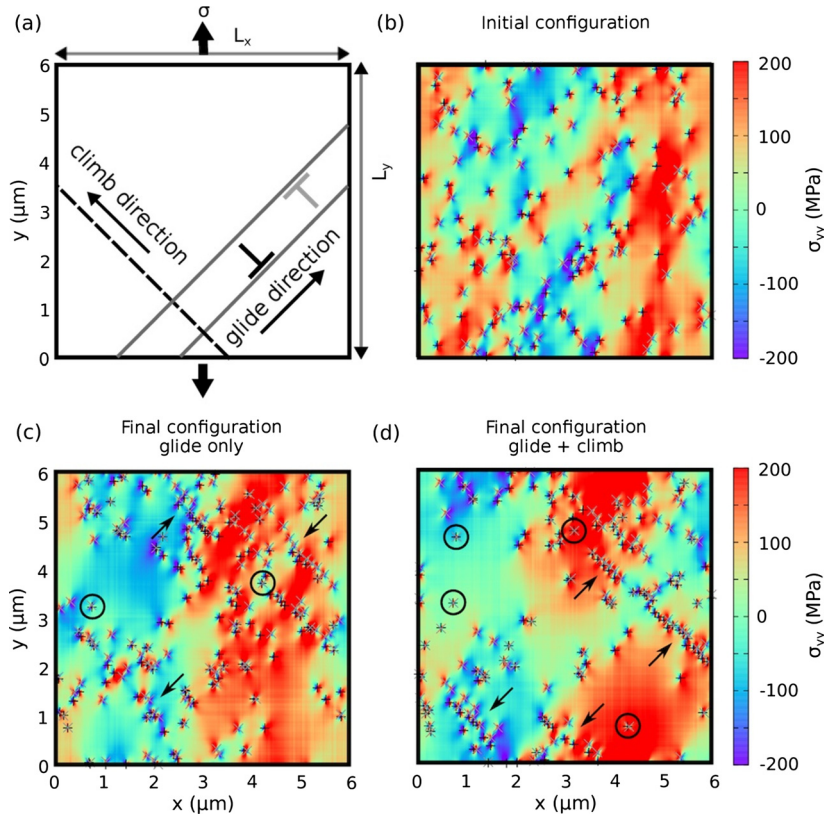 (a)
σ
Lx
6
5
4
3
2
1
0
y (μm)
climb direction
glide direction
Ly
(b)
Initial configuration
200
100
0
-100
-200
σyy (MPa)
(c)
Final configuration
glide only
6
5
4
3
2
1
0
y (μm)
0 1 2 3 4 5 6
x (μm)
(d)
Final configuration
glide + climb
0 1 2 3 4 5 6
x (μm)
200
100
0
-100
-200
σyy (MPa)